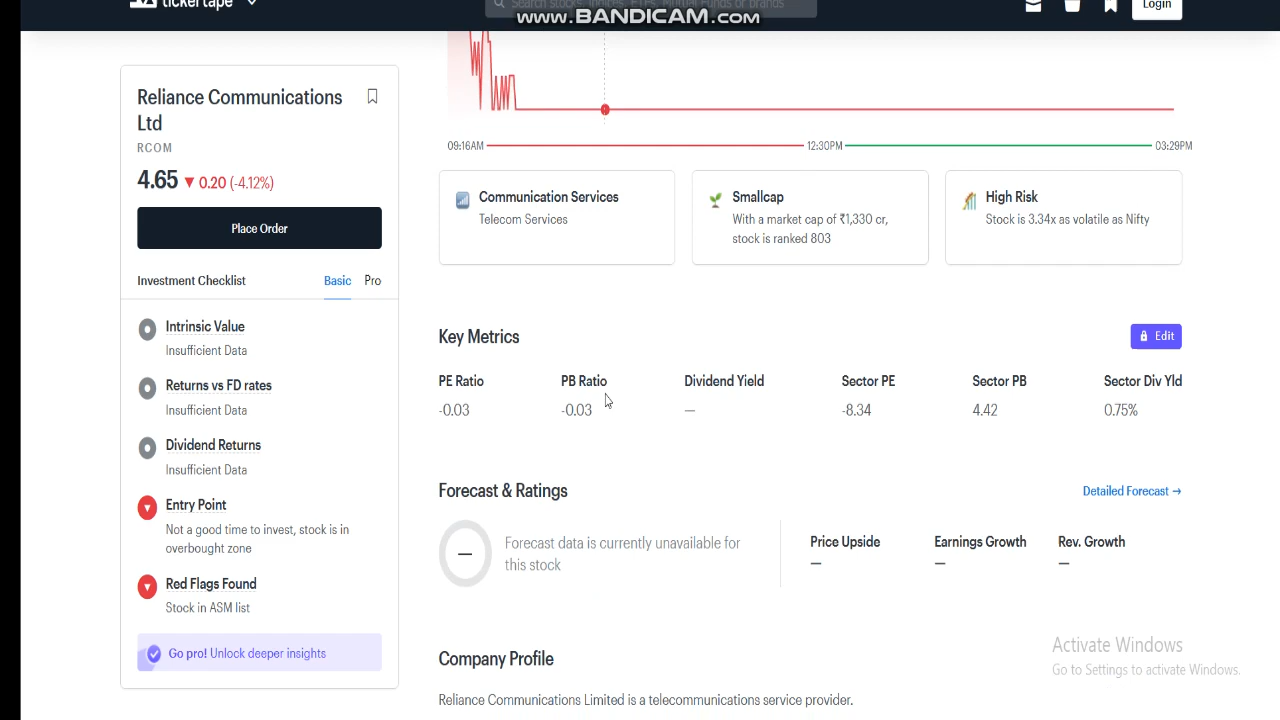 tickertape
Search stocks, indices, ETFs, Mutual Funds or brands
www.BANDICAM.com
Login
Reliance Communications
Ltd
RCOM
4.65 ▼ 0.20 (-4.12%)
Place Order
Investment Checklist
Basic
Pro
Intrinsic Value
Insufficient Data
Returns vs FD rates
Insufficient Data
Dividend Returns
Insufficient Data
Entry Point
Not a good time to invest, stock is in
overbought zone
Red Flags Found
Stock in ASM list
Go pro! Unlock deeper insights
09:16AM
12:30PM
03:29PM
Communication Services
Telecom Services
Smallcap
With a market cap of ₹1,330 cr,
stock is ranked 803
High Risk
Stock is 3.34x as volatile as Nifty
Key Metrics
Edit
PE Ratio PB Ratio Dividend Yield Sector PE Sector PB Sector Div Yld
-0.03 -0.03 — -8.34 4.42 0.75%
Forecast & Ratings
Detailed Forecast →
—
Forecast data is currently unavailable for
this stock
Price Upside Earnings Growth Rev. Growth
— — —
Company Profile
Reliance Communications Limited is a telecommunications service provider.
Activate Windows
Go to Settings to activate Windows.